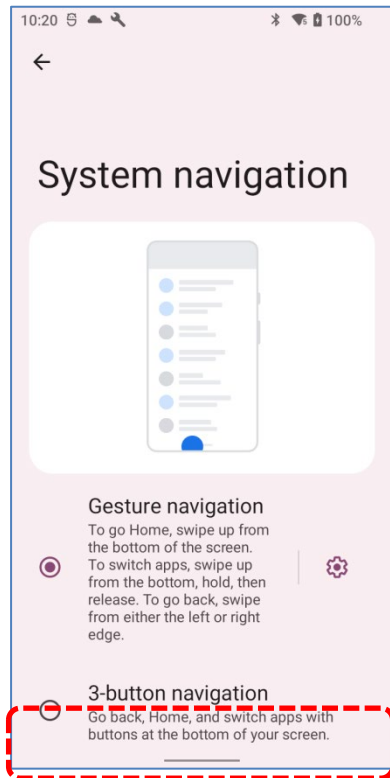 10:20 100%
System navigation
Gesture navigation
To go Home, swipe up from
the bottom of the screen.
To switch apps, swipe up
from the bottom, hold, then
release. To go back, swipe
from either the left or right
edge.
3-button navigation
Go back, Home, and switch apps with
buttons at the bottom of your screen.